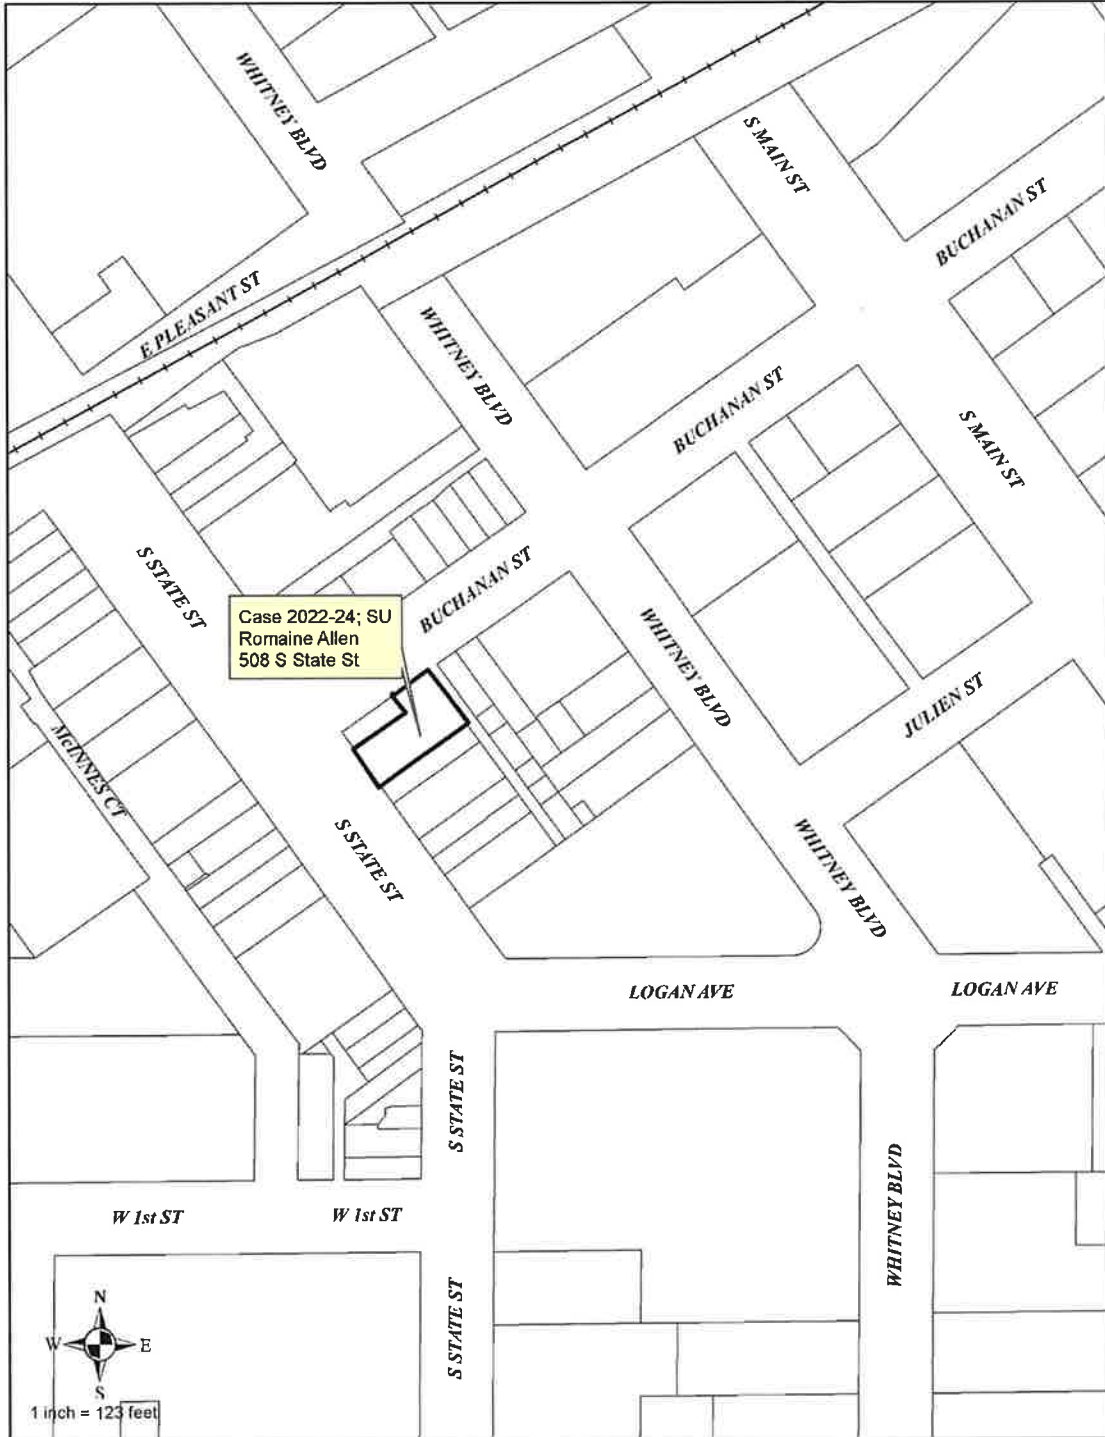 WHITNEY BLVD
S MAIN ST
BUCHANAN ST
E PLEASANT ST
WHITNEY BLVD
BUCHANAN ST
S MAIN ST
S STATE ST
BUCHANAN ST
Case 2022-24; SU
Romaine Allen
508 S State St
WHITNEY BLVD
JULIEN ST
McINNES CT
S STATE ST
WHITNEY BLVD
LOGAN AVE
LOGAN AVE
S STATE ST
WHITNEY BLVD
W 1st ST
W 1st ST
S STATE ST
N
W
E
S
1 inch = 123 feet